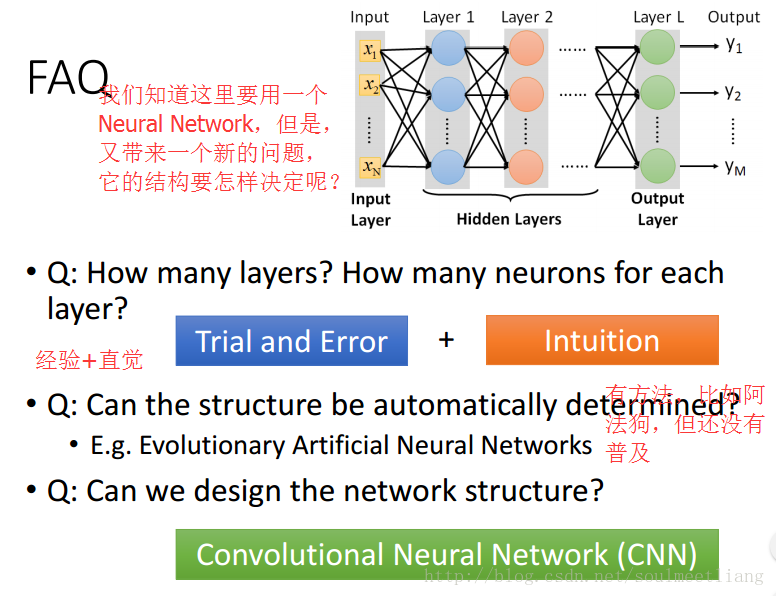 Input Layer 1 Layer 2 Layer L Output
x1 …… y1
FAQ
x2 y2
我们知道这里要用一个
Neural Network，但是，
又带来一个新的问题，
它的结构要怎样决定呢？
…… …… …… …… ……
xN …… yM
Input
Layer
Hidden Layers
Output
Layer
• Q: How many layers? How many neurons for each
layer?
Trial and Error + Intuition
经验+直觉
• Q: Can the structure be automatically determined?
有方法，比如阿
法狗，但还没有
普及
• E.g. Evolutionary Artificial Neural Networks
• Q: Can we design the network structure?
Convolutional Neural Network (CNN)
http://blog.csdn.net/soulmeetliang